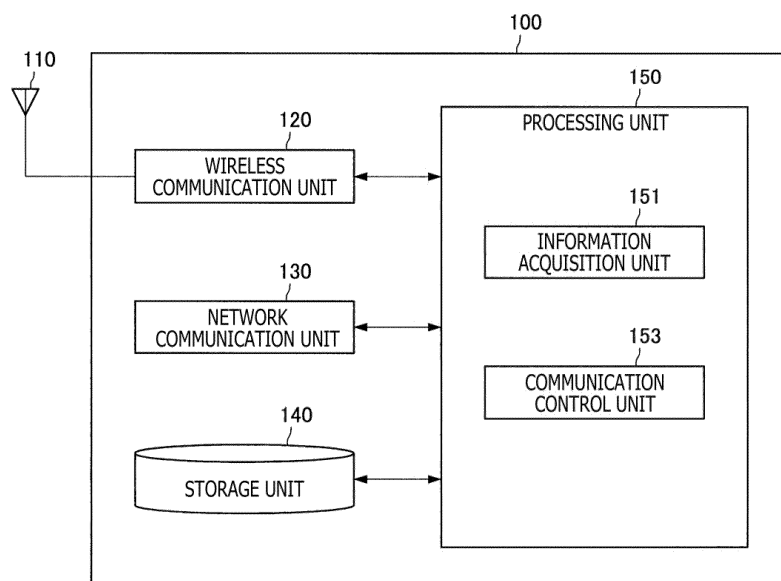 100
110
150
PROCESSING UNIT
120
WIRELESS
COMMUNICATION UNIT
151
INFORMATION
ACQUISITION UNIT
130
NETWORK
COMMUNICATION UNIT
153
COMMUNICATION
CONTROL UNIT
140
STORAGE UNIT